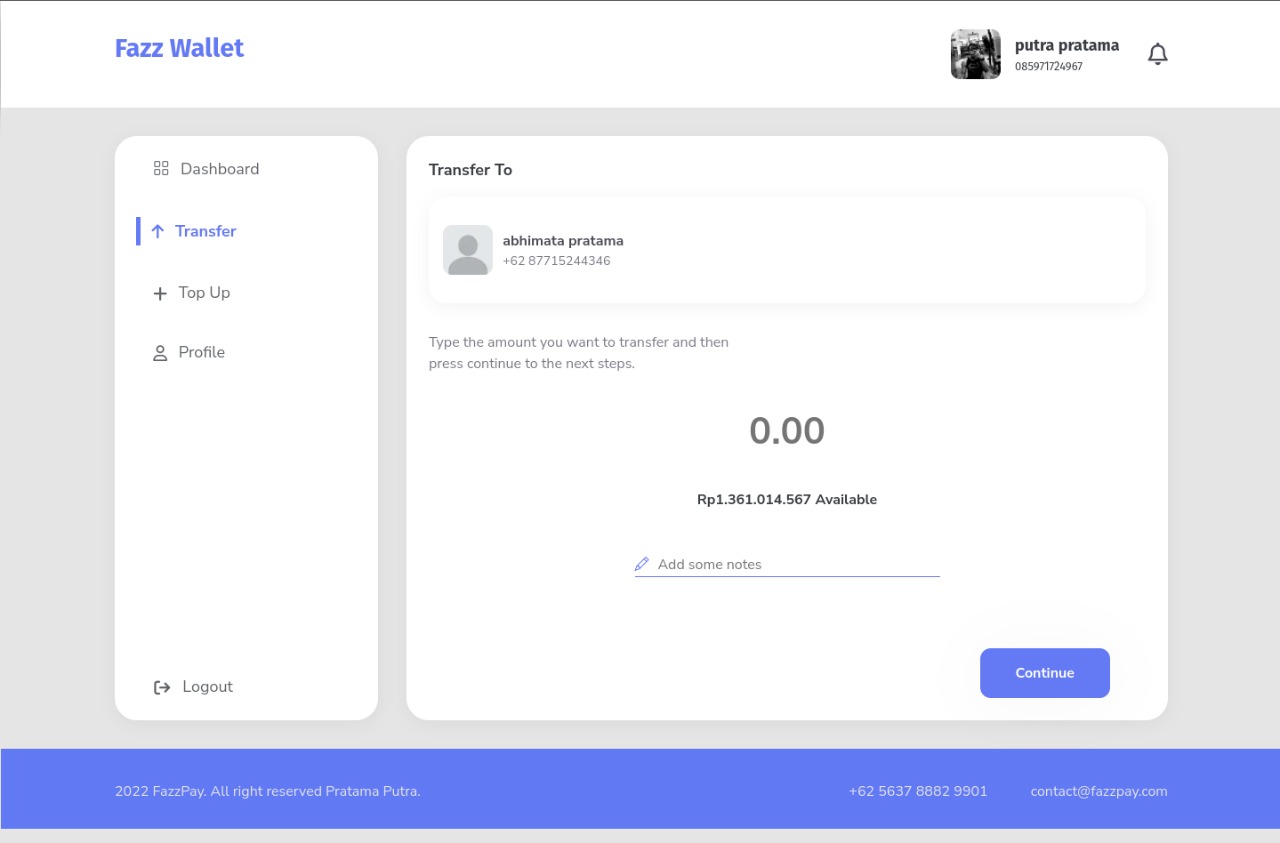 Fazz Wallet
putra pratama
085971724967
Dashboard
Transfer
Top Up
Profile
Logout
Transfer To
abhimata pratama
+62 87715244346
Type the amount you want to transfer and then
press continue to the next steps.
0.00
Rp1.361.014.567 Available
Add some notes
Continue
2022 FazzPay. All right reserved Pratama Putra.
+62 5637 8882 9901
contact@fazzpay.com